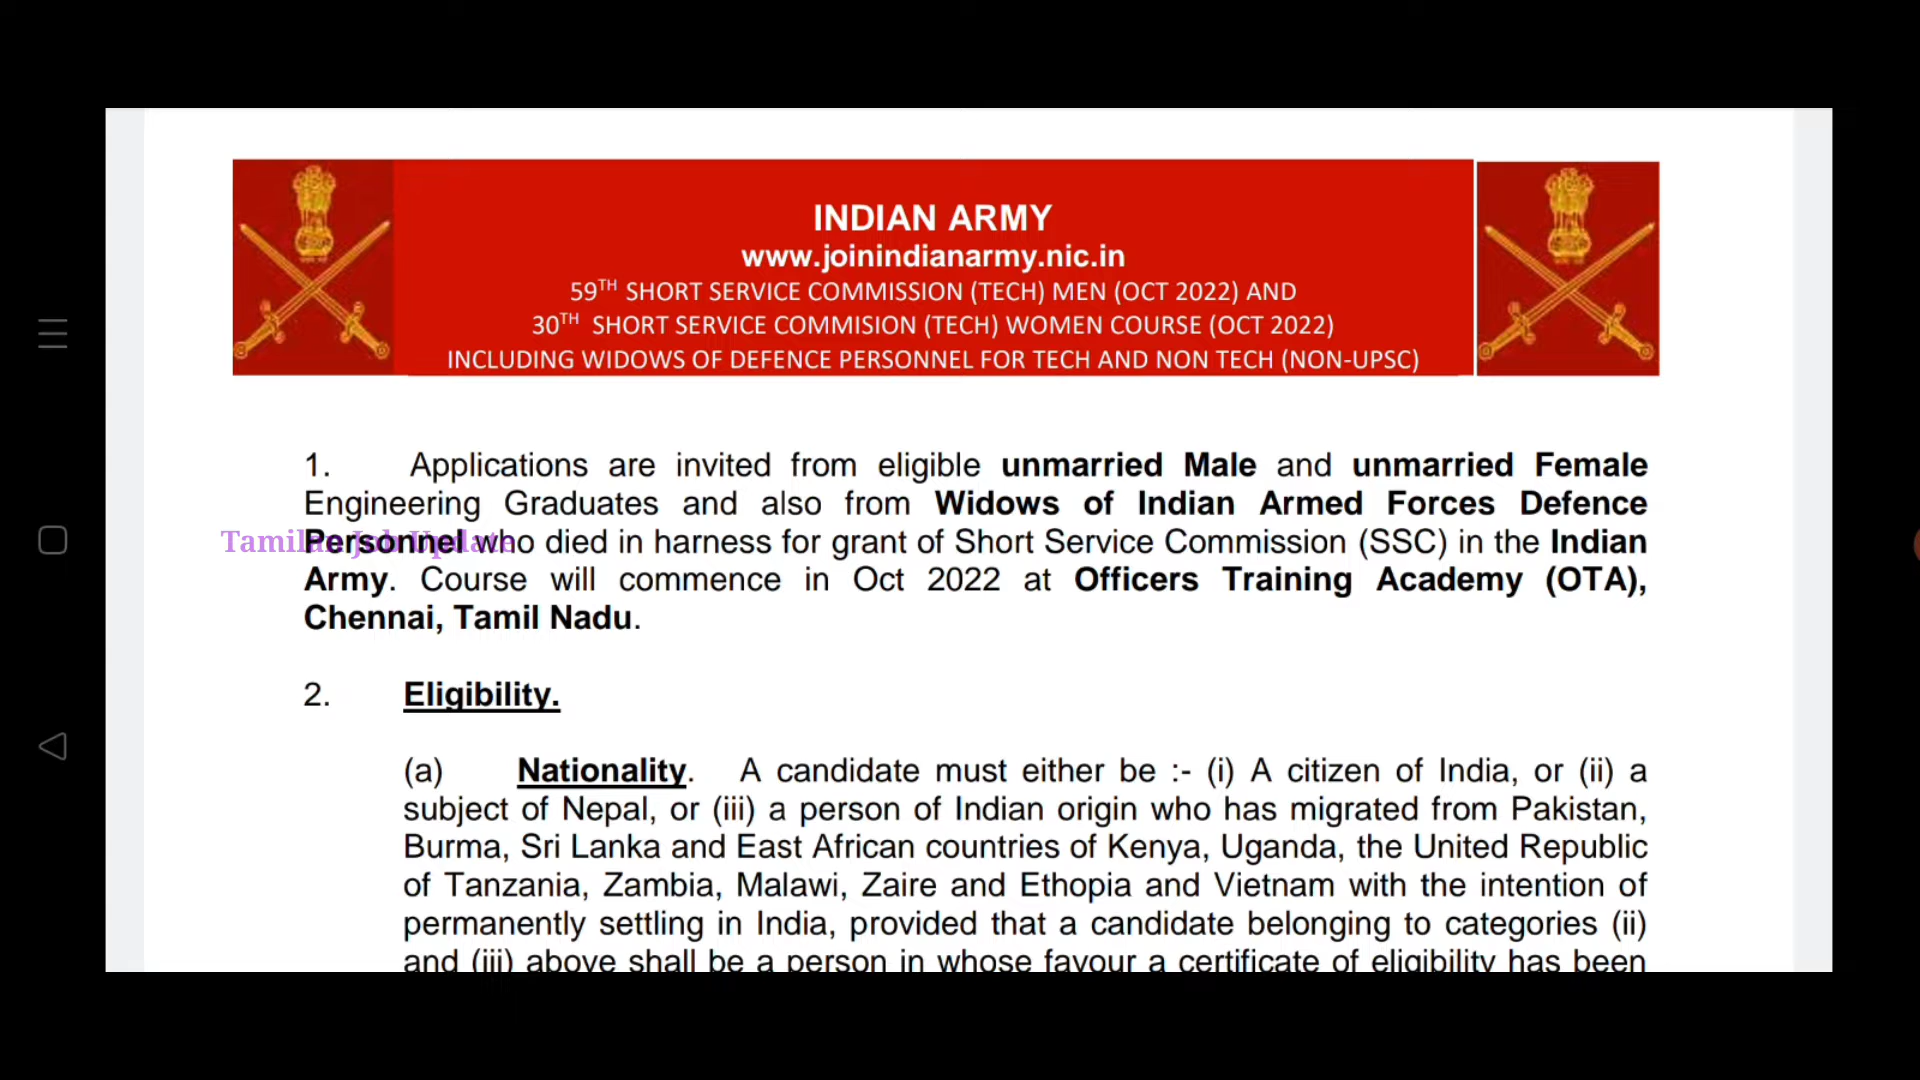 INDIAN ARMY
www.joinindianarmy.nic.in
59TH SHORT SERVICE COMMISSION (TECH) MEN (OCT 2022) AND
30TH SHORT SERVICE COMMISION (TECH) WOMEN COURSE (OCT 2022)
INCLUDING WIDOWS OF DEFENCE PERSONNEL FOR TECH AND NON TECH (NON-UPSC)
1. Applications are invited from eligible unmarried Male and unmarried Female
Engineering Graduates and also from Widows of Indian Armed Forces Defence
Personnel who died in harness for grant of Short Service Commission (SSC) in the Indian
Tamilan Job Update
Army. Course will commence in Oct 2022 at Officers Training Academy (OTA),
Chennai, Tamil Nadu.
2. Eligibility.
(a) Nationality. A candidate must either be :- (i) A citizen of India, or (ii) a
subject of Nepal, or (iii) a person of Indian origin who has migrated from Pakistan,
Burma, Sri Lanka and East African countries of Kenya, Uganda, the United Republic
of Tanzania, Zambia, Malawi, Zaire and Ethopia and Vietnam with the intention of
permanently settling in India, provided that a candidate belonging to categories (ii)
and (iii) above shall be a person in whose favour a certificate of eligibility has been